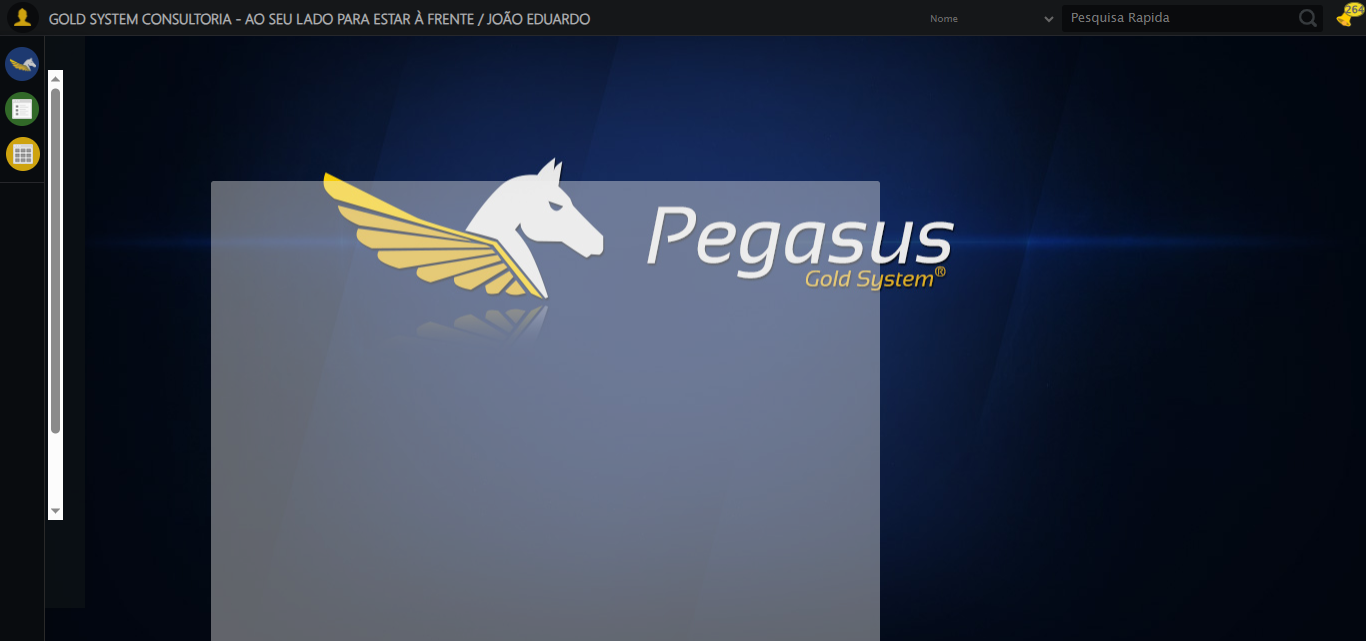 GOLD SYSTEM CONSULTORIA - AO SEU LADO PARA ESTAR À FRENTE / JOÃO EDUARDO
Nome
Pesquisa Rapida
264
Pegasus
Gold System®